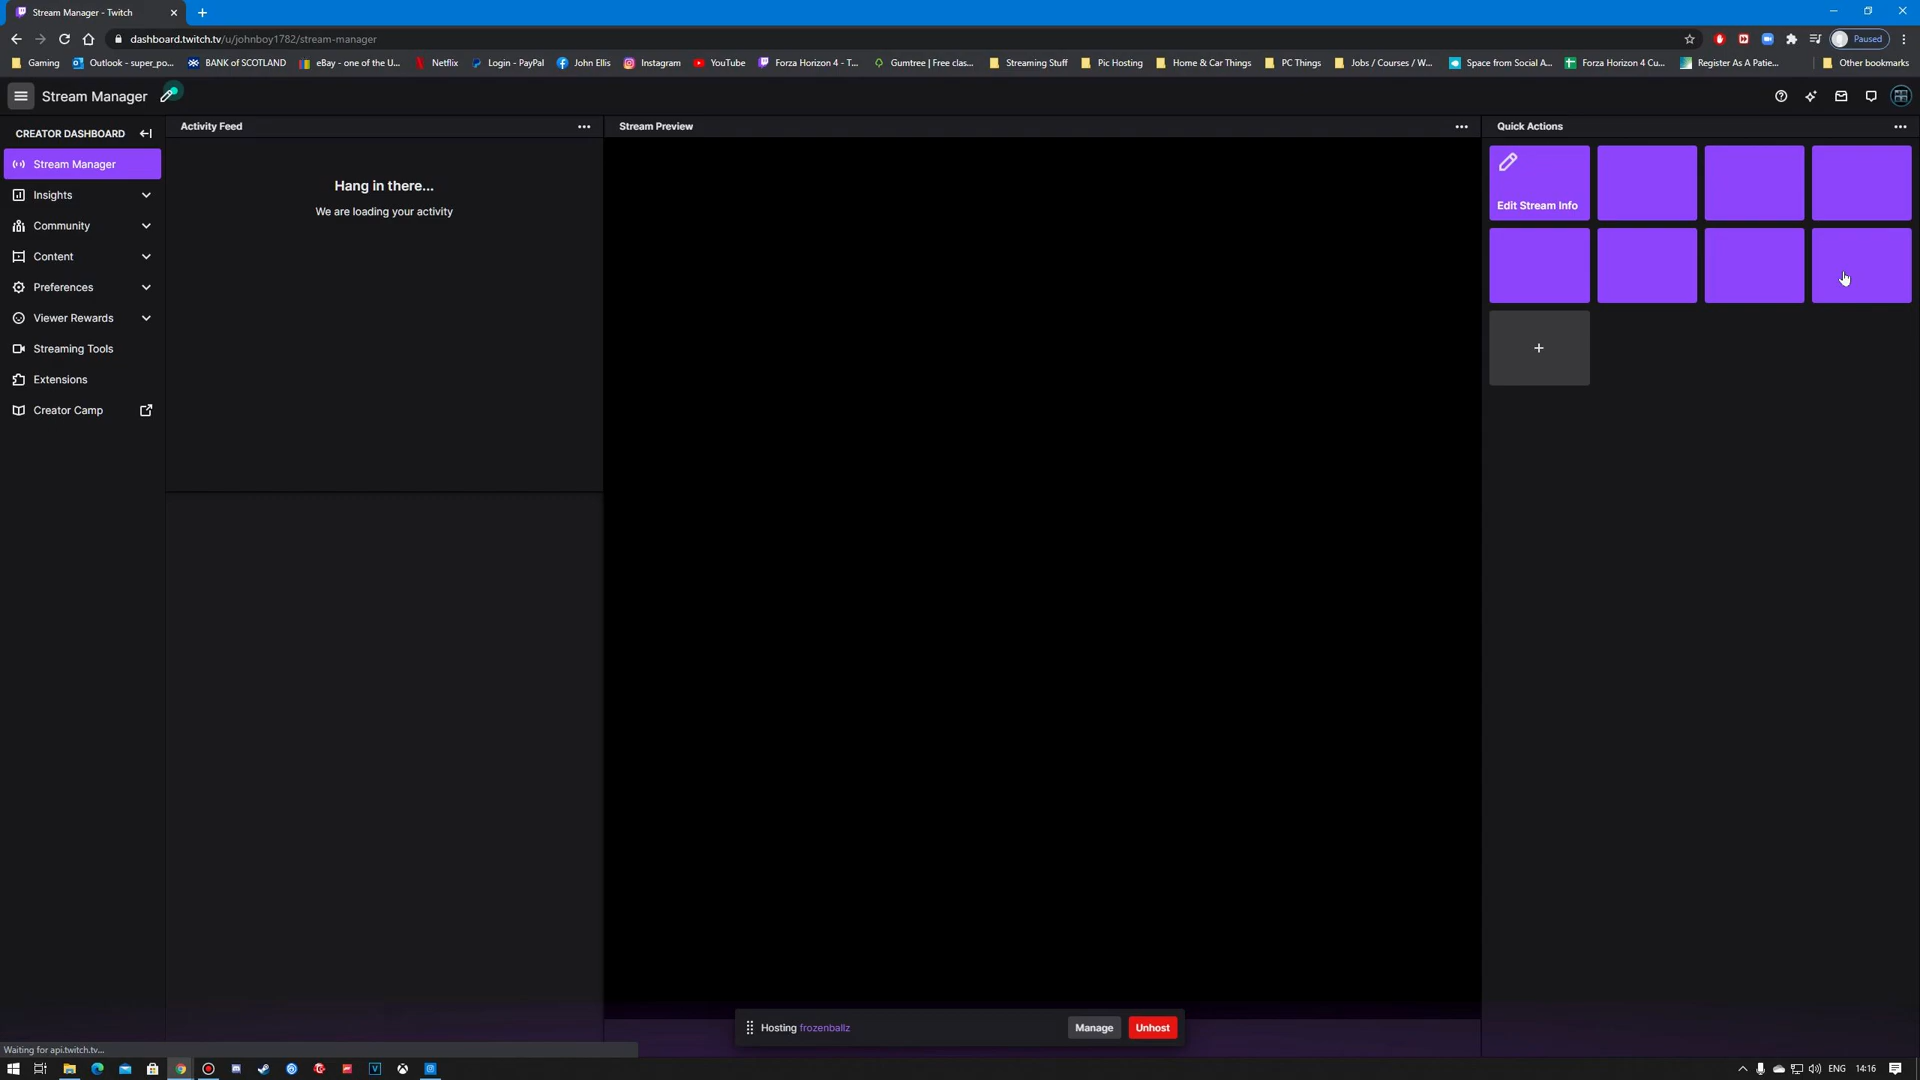 Stream Manager - Twitch
dashboard.twitch.tv/u/johnboy1782/stream-manager
Paused
Gaming
Outlook - super_po...
BANK of SCOTLAND
eBay - one of the U...
Netflix
Login - PayPal
John Ellis
Instagram
YouTube
Forza Horizon 4 - T...
Gumtree | Free clas...
Streaming Stuff
Pic Hosting
Home & Car Things
PC Things
Jobs / Courses / W...
Space from Social A...
Forza Horizon 4 Cu...
Register As A Patie...
Other bookmarks
Stream Manager
CREATOR DASHBOARD
Stream Manager
Insights
Community
Content
Preferences
Viewer Rewards
Streaming Tools
Extensions
Creator Camp
Activity Feed
Hang in there...
We are loading your activity
Stream Preview
Quick Actions
Edit Stream Info
+
Hosting frozenballz
Manage
Unhost
Waiting for api.twitch.tv...
ENG
14:16